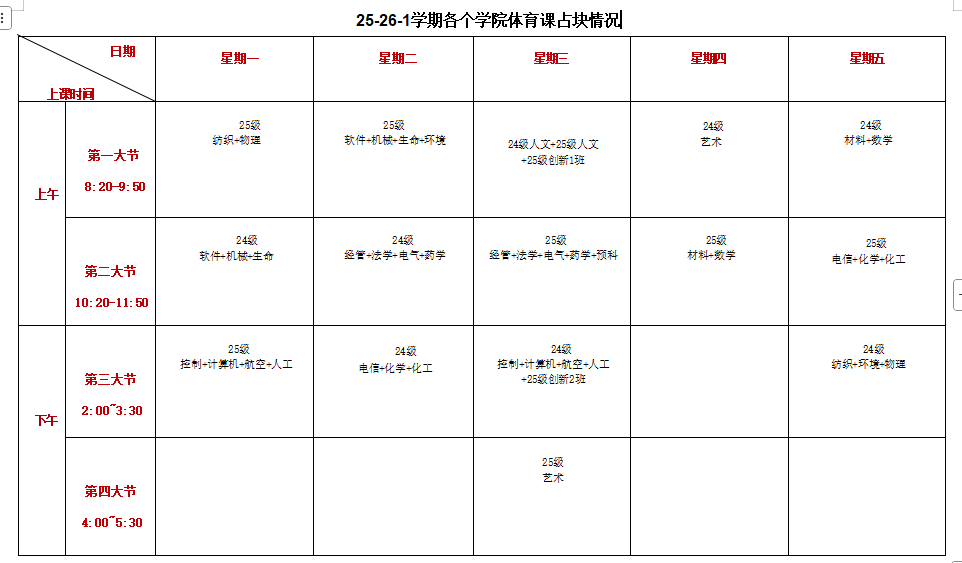 25-26-1学期各个学院体育课占块情况
日期
上课时间
星期一
星期二
星期三
星期四
星期五
上午
第一大节
8:20-9:50
25级
纺织+物理
25级
软件+机械+生命+环境
24级人文+25级人文
+25级创新1班
24级
艺术
24级
材料+数学
第二大节
10:20-11:50
24级
软件+机械+生命
24级
经管+法学+电气+药学
25级
经管+法学+电气+药学+预科
25级
材料+数学
25级
电信+化学+化工
下午
第三大节
2:00~3:30
25级
控制+计算机+航空+人工
24级
电信+化学+化工
24级
控制+计算机+航空+人工
+25级创新2班
24级
纺织+环境+物理
第四大节
4:00~5:30
25级
艺术